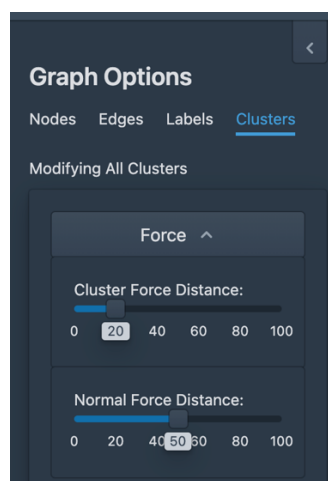 Graph Options
Nodes Edges Labels Clusters
Modifying All Clusters
Force
Cluster Force Distance:
0 20 40 60 80 100
Normal Force Distance:
0 20 40 50 60 80 100